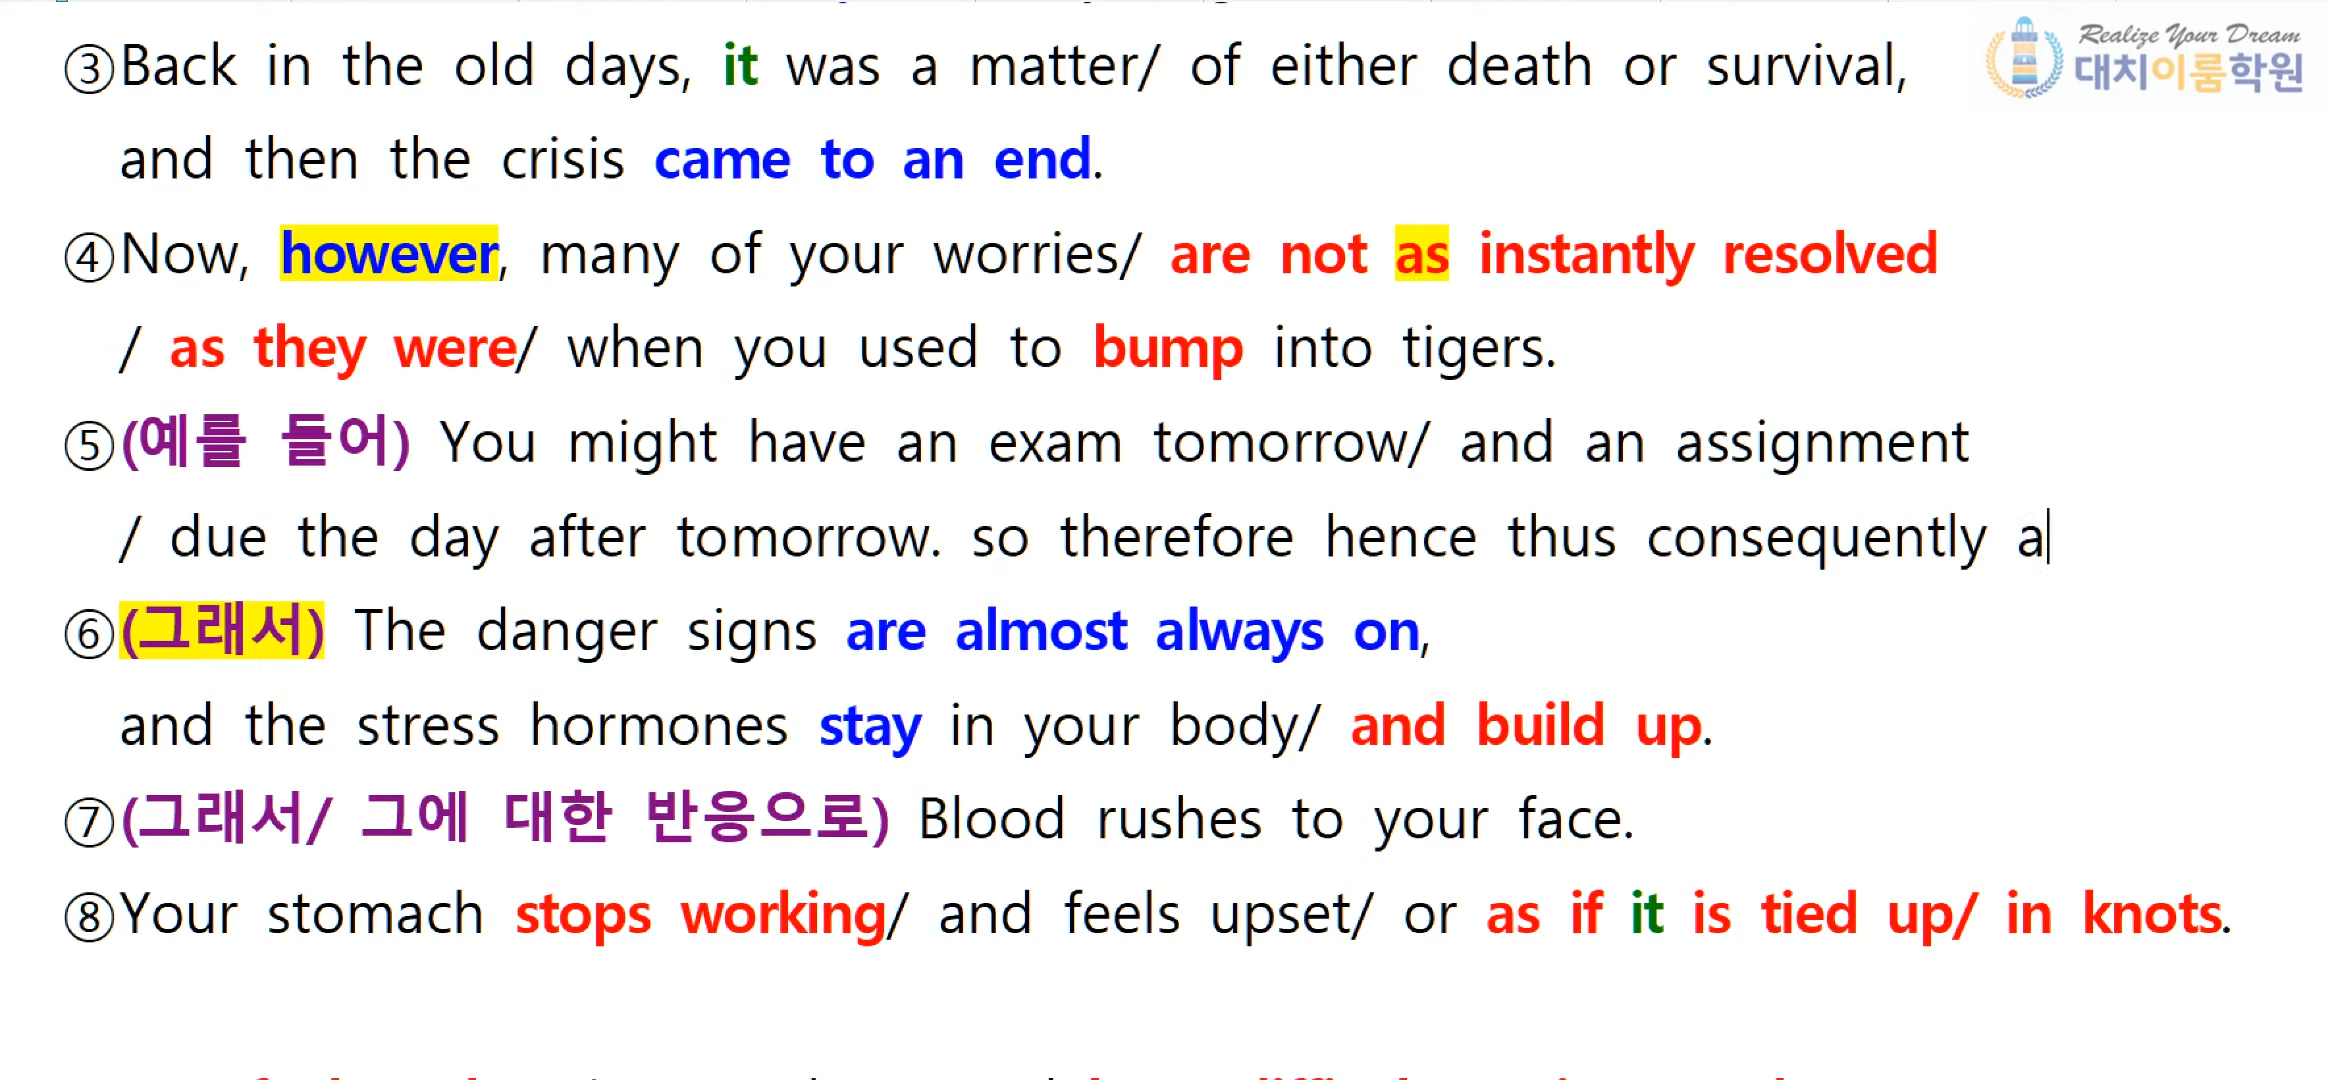 ③Back in the old days, it was a matter/ of either death or survival,
Realize Your Dream
대치이룸학원
and then the crisis came to an end.
④Now, however, many of your worries/ are not as instantly resolved
/ as they were/ when you used to bump into tigers.
⑤(예를 들어) You might have an exam tomorrow/ and an assignment
/ due the day after tomorrow. so therefore hence thus consequently a
⑥(그래서) The danger signs are almost always on,
and the stress hormones stay in your body/ and build up.
⑦(그래서/ 그에 대한 반응으로) Blood rushes to your face.
⑧Your stomach stops working/ and feels upset/ or as if it is tied up/ in knots.